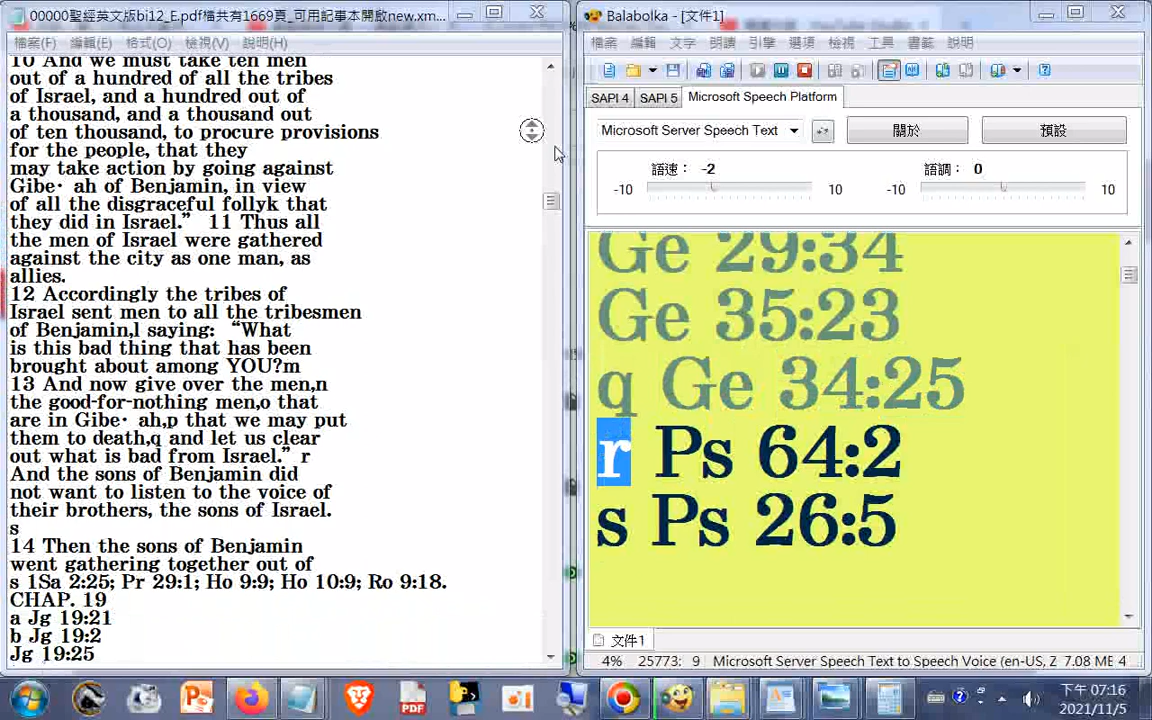 00000聖經英文版bi12_E.pdf檔共有1669頁_可用記事本開啟new.xm...
檔案(F) 編輯(E) 格式(O) 檢視(V) 說明(H)
10 And we must take ten men
out of a hundred of all the tribes
of Israel, and a hundred out of
a thousand, and a thousand out
of ten thousand, to procure provisions
for the people, that they
may take action by going against
Gibe· ah of Benjamin, in view
of all the disgraceful follyk that
they did in Israel.” 11 Thus all
the men of Israel were gathered
against the city as one man, as
allies.
12 Accordingly the tribes of
Israel sent men to all the tribesmen
of Benjamin,l saying: “What
is this bad thing that has been
brought about among YOU?m
13 And now give over the men,n
the good-for-nothing men,o that
are in Gibe· ah,p that we may put
them to death,q and let us clear
out what is bad from Israel.” r
And the sons of Benjamin did
not want to listen to the voice of
their brothers, the sons of Israel.
s
14 Then the sons of Benjamin
went gathering together out of
s 1Sa 2:25; Pr 29:1; Ho 9:9; Ho 10:9; Ro 9:18.
CHAP. 19
a Jg 19:21
b Jg 19:2
Jg 19:25
Balabolka - [文件1]
檔案 編輯 文字 朗讀 引擎 選項 檢視 工具 書籤 說明
SAPI 4 SAPI 5 Microsoft Speech Platform
Microsoft Server Speech Text 關於 預設
語速： -2 語調： 0
-10 10 -10 10
Ge 29:34
Ge 35:23
q Ge 34:25
r Ps 64:2
s Ps 26:5
文件1
4% 25773: 9 Microsoft Server Speech Text to Speech Voice (en-US, Z 7.08 ME 4
PDF
下午 07:16
2021/11/5